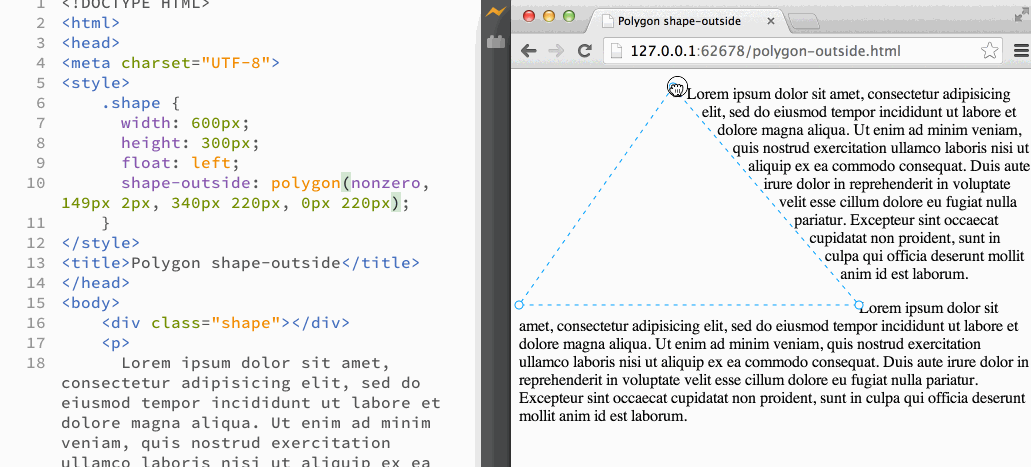 1 <!DOCTYPE HTML>
2 <html>
3 <head>
4 <meta charset="UTF-8">
5 <style>
6 .shape {
7 width: 600px;
8 height: 300px;
9 float: left;
10 shape-outside: polygon(nonzero,
149px 2px, 340px 220px, 0px 220px);
11 }
12 </style>
13 <title>Polygon shape-outside</title>
14 </head>
15 <body>
16 <div class="shape"></div>
17 <p>
18 Lorem ipsum dolor sit amet,
consectetur adipisicing elit, sed do
eiusmod tempor incididunt ut labore et
dolore magna aliqua. Ut enim ad minim
veniam, quis nostrud exercitation
ullamco laboris nisi ut aliquip ex ea
Polygon shape-outside
127.0.0.1:62678/polygon-outside.html
Lorem ipsum dolor sit amet, consectetur adipisicing
elit, sed do eiusmod tempor incididunt ut labore et
dolore magna aliqua. Ut enim ad minim veniam,
quis nostrud exercitation ullamco laboris nisi ut
aliquip ex ea commodo consequat. Duis aute
irure dolor in reprehenderit in voluptate
velit esse cillum dolore eu fugiat nulla
pariatur. Excepteur sint occaecat
cupidatat non proident, sunt in
culpa qui officia deserunt mollit
anim id est laborum.
Lorem ipsum dolor sit
amet, consectetur adipisicing elit, sed do eiusmod tempor incididunt ut labore et
dolore magna aliqua. Ut enim ad minim veniam, quis nostrud exercitation
ullamco laboris nisi ut aliquip ex ea commodo consequat. Duis aute irure dolor in
reprehenderit in voluptate velit esse cillum dolore eu fugiat nulla pariatur.
Excepteur sint occaecat cupidatat non proident, sunt in culpa qui officia deserunt
mollit anim id est laborum.